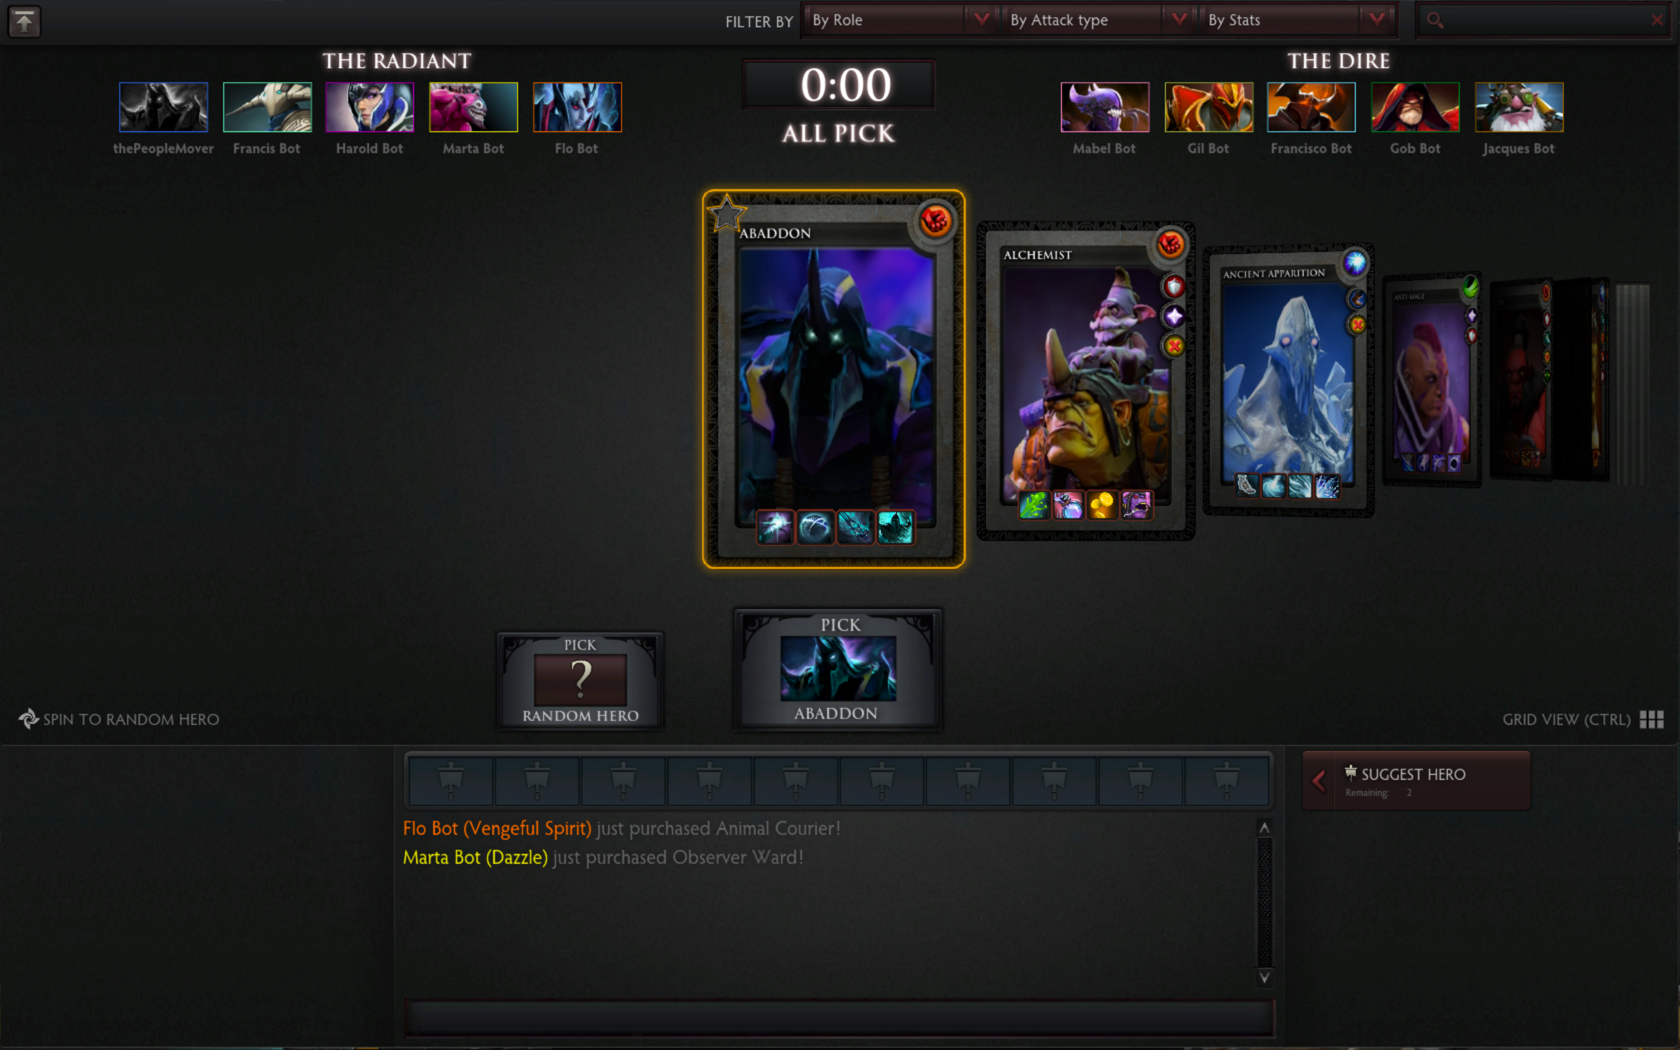 FILTER BY
By Role
By Attack type
By Stats
THE RADIANT
0:00
THE DIRE
ALL PICK
thePeopleMover
Francis Bot
Harold Bot
Marta Bot
Flo Bot
Mabel Bot
Gil Bot
Francisco Bot
Gob Bot
Jacques Bot
ABADDON
ALCHEMIST
ANCIENT APPARITION
ANTI-MAGE
PICK
?
RANDOM HERO
PICK
ABADDON
SPIN TO RANDOM HERO
GRID VIEW (CTRL)
SUGGEST HERO
Remaining: 2
Flo Bot (Vengeful Spirit) just purchased Animal Courier!
Marta Bot (Dazzle) just purchased Observer Ward!